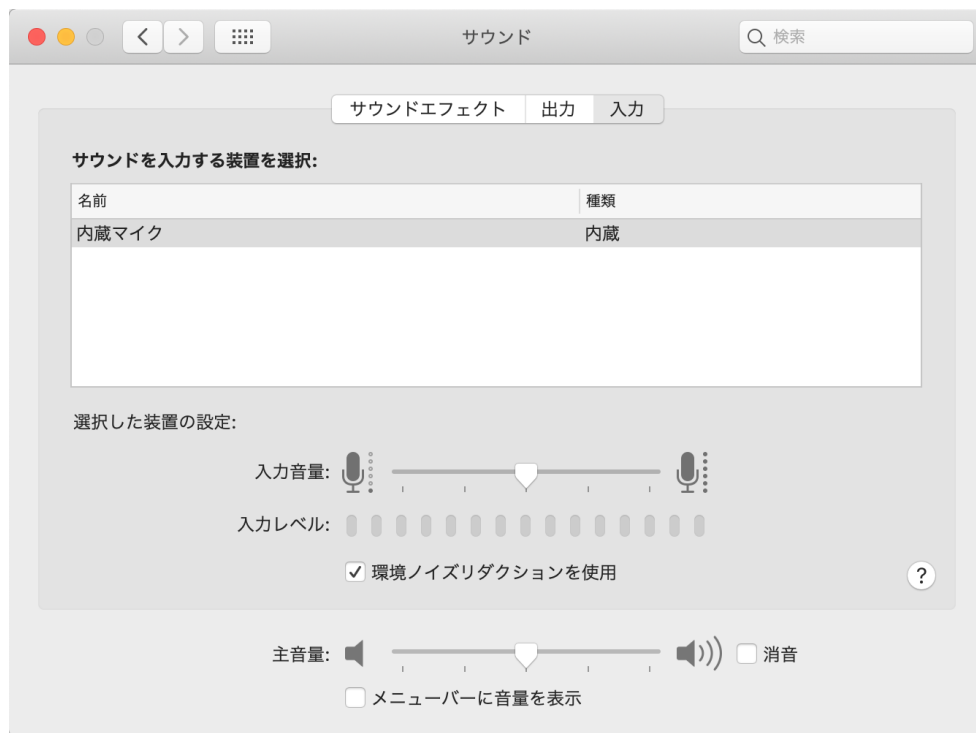 サウンド
検索
サウンドエフェクト 出力 入力
サウンドを入力する装置を選択:
名前 種類
内蔵マイク 内蔵
選択した装置の設定:
入力音量:
入力レベル:
環境ノイズリダクションを使用
?
主音量: 消音
メニューバーに音量を表示